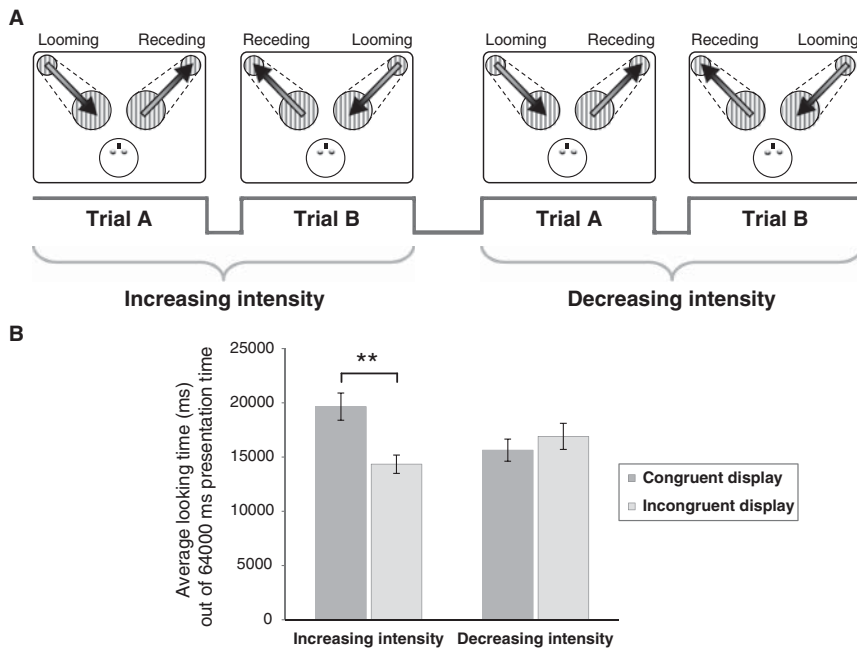 A
Looming Receding Receding Looming Looming Receding Receding Looming
Trial A Trial B Trial A Trial B
Increasing intensity Decreasing intensity
B
Average looking time (ms)
out of 64000 ms presentation time
25000
20000
15000
10000
5000
0
**
Congruent display
Incongruent display
Increasing intensity Decreasing intensity